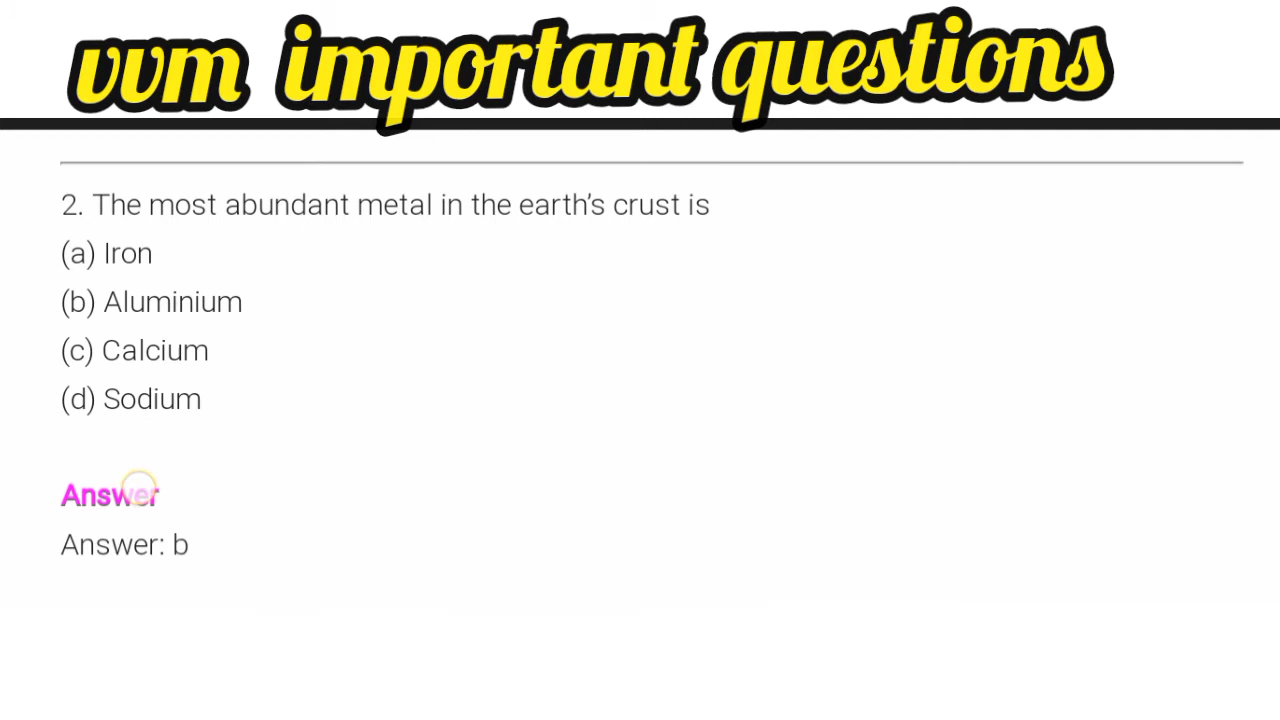 vvm important questions
2. The most abundant metal in the earth’s crust is
(a) Iron
(b) Aluminium
(c) Calcium
(d) Sodium
Answer
Answer: b